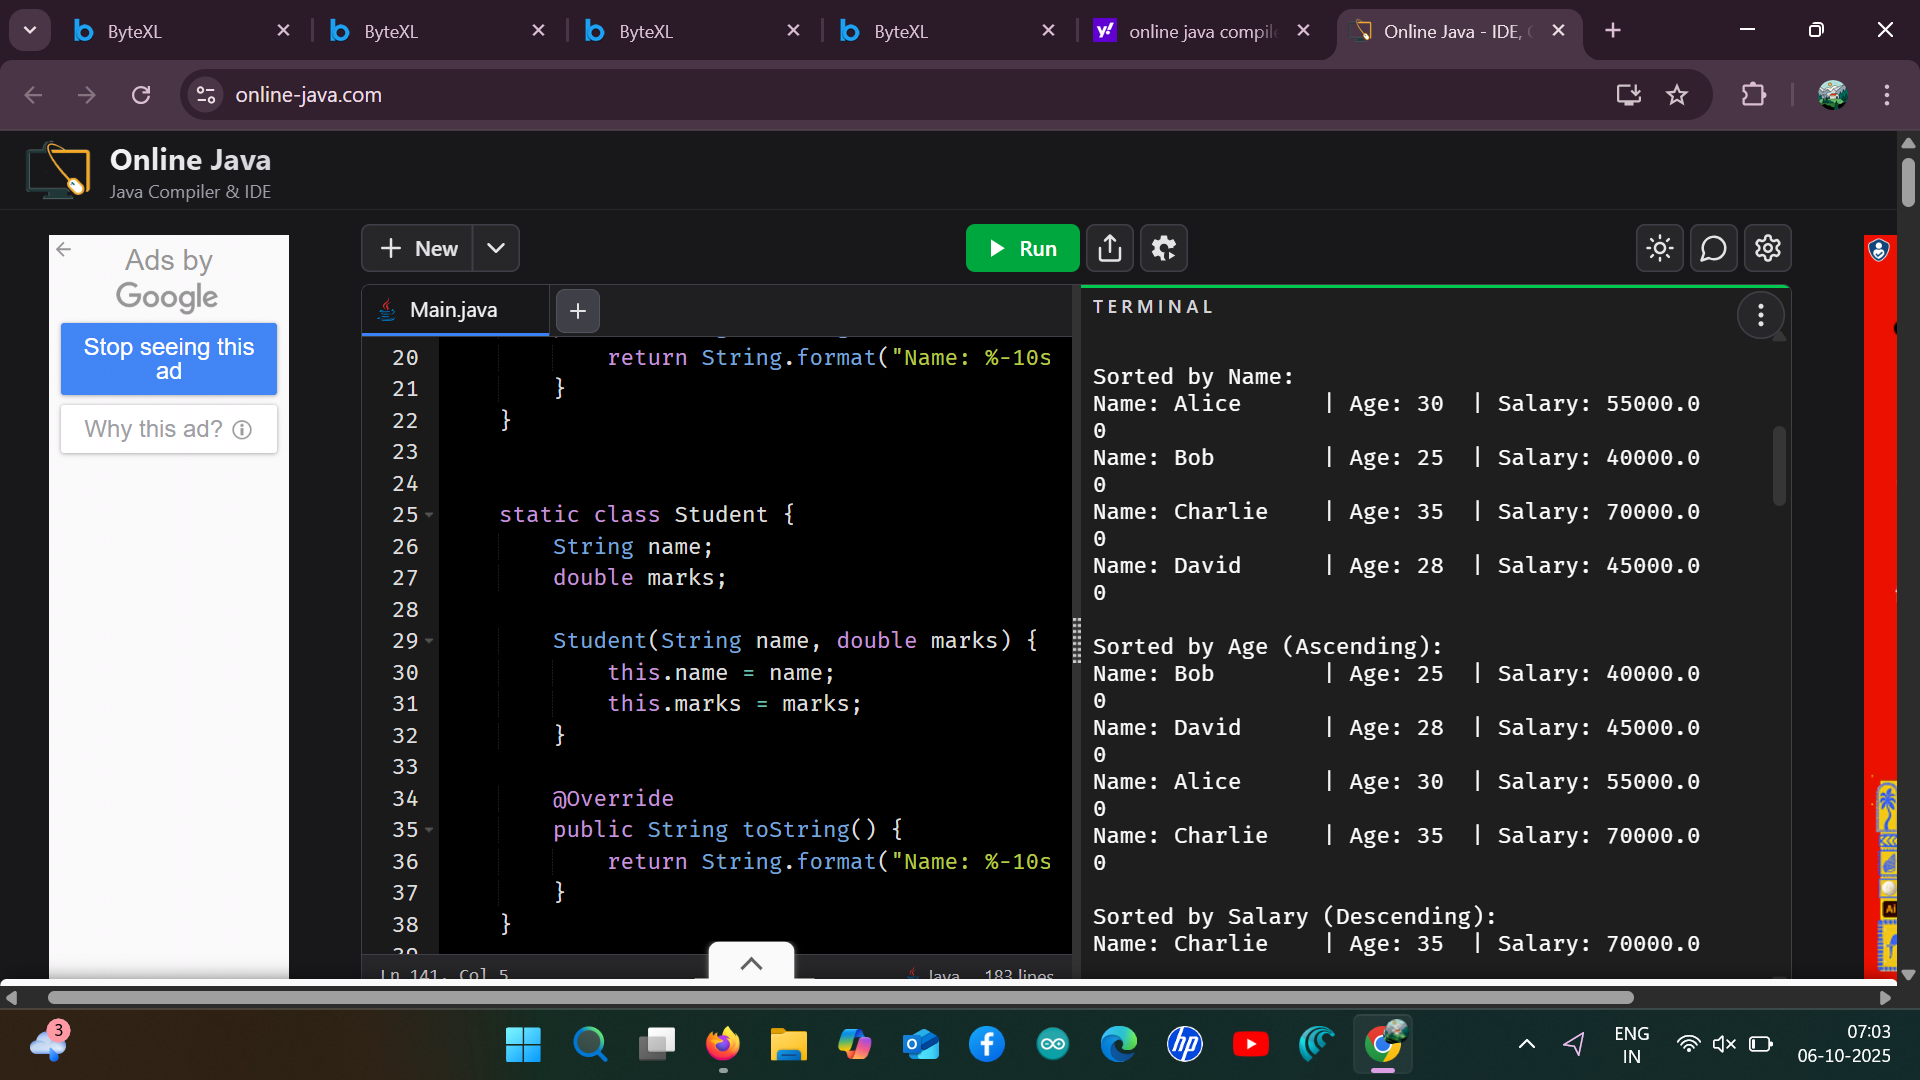 ByteXL
ByteXL
ByteXL
ByteXL
online java compil
Online Java - IDE,
online-java.com
Online Java
Java Compiler & IDE
Ads by
Google
Stop seeing this
ad
Why this ad?
New
Run
Main.java
TERMINAL
20 return String.format("Name: %-10s
21 }
22 }
23
24
25 static class Student {
26 String name;
27 double marks;
28
29 Student(String name, double marks) {
30 this.name = name;
31 this.marks = marks;
32 }
33
34 @Override
35 public String toString() {
36 return String.format("Name: %-10s
37 }
38 }
Ln 141, Col 5
Java
183 lines
Sorted by Name:
Name: Alice | Age: 30 | Salary: 55000.0
0
Name: Bob | Age: 25 | Salary: 40000.0
0
Name: Charlie | Age: 35 | Salary: 70000.0
0
Name: David | Age: 28 | Salary: 45000.0
0
Sorted by Age (Ascending):
Name: Bob | Age: 25 | Salary: 40000.0
0
Name: David | Age: 28 | Salary: 45000.0
0
Name: Alice | Age: 30 | Salary: 55000.0
0
Name: Charlie | Age: 35 | Salary: 70000.0
0
Sorted by Salary (Descending):
Name: Charlie | Age: 35 | Salary: 70000.0
Ai
3
hp
ENG
IN
07:03
06-10-2025